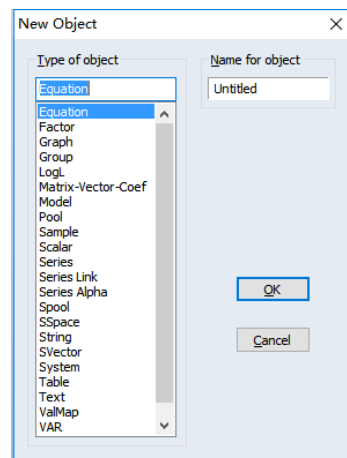 New Object
Type of object
Name for object
Equation
Untitled
Equation
Factor
Graph
Group
LogL
Matrix-Vector-Coef
Model
Pool
Sample
Scalar
Series
Series Link
Series Alpha
Spool
SSpace
String
SVector
System
Table
Text
ValMap
VAR
OK
Cancel